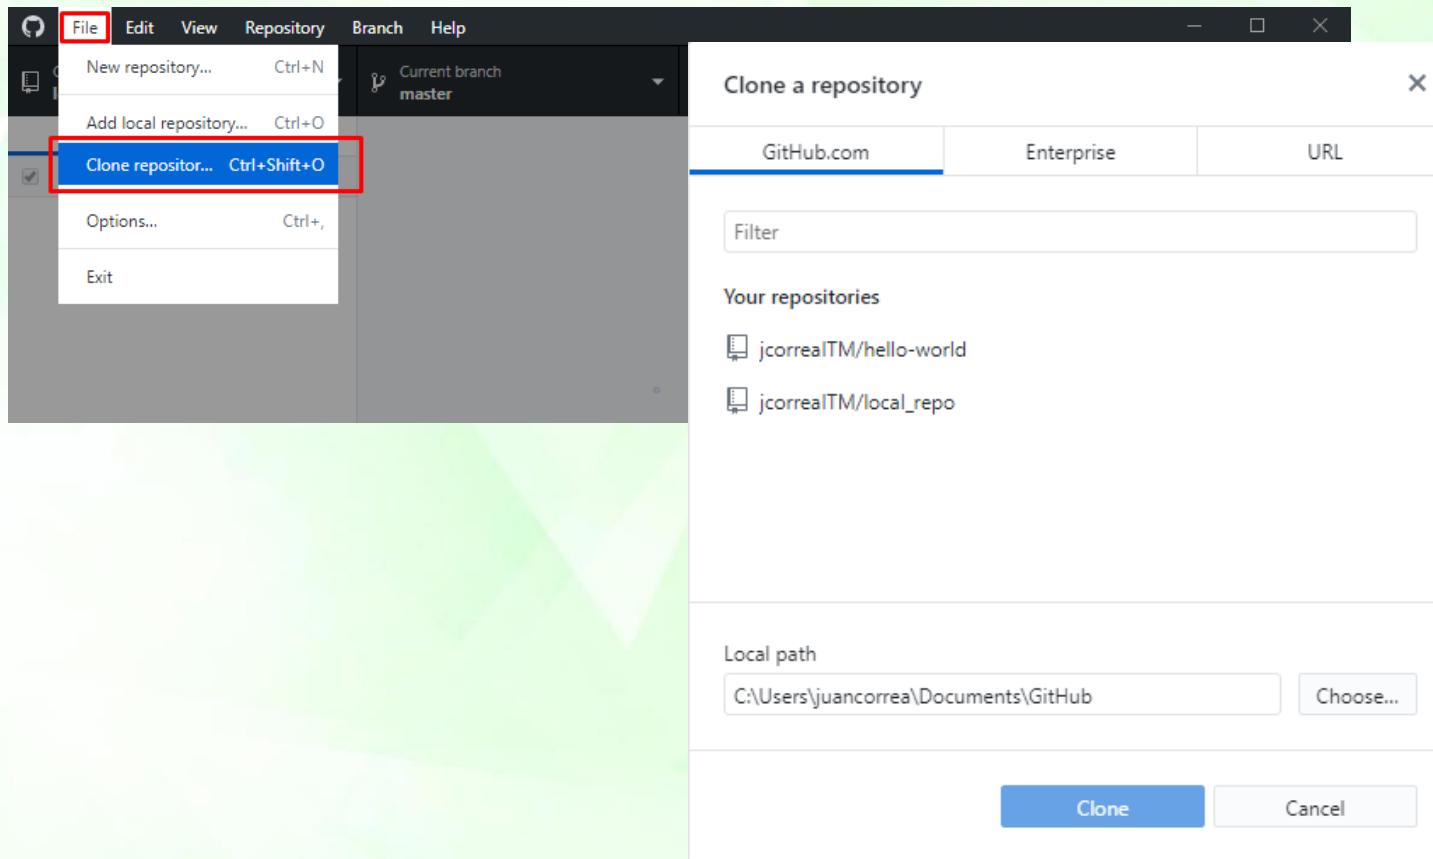 File Edit View Repository Branch Help
New repository... Ctrl+N
Add local repository... Ctrl+O
Clone repositor... Ctrl+Shift+O
Options... Ctrl+,
Exit
Current branch
master
Clone a repository
GitHub.com Enterprise URL
Filter
Your repositories
jcorrealTM/hello-world
jcorrealTM/local_repo
Local path
C:\Users\juancorrea\Documents\GitHub
Choose...
Clone
Cancel